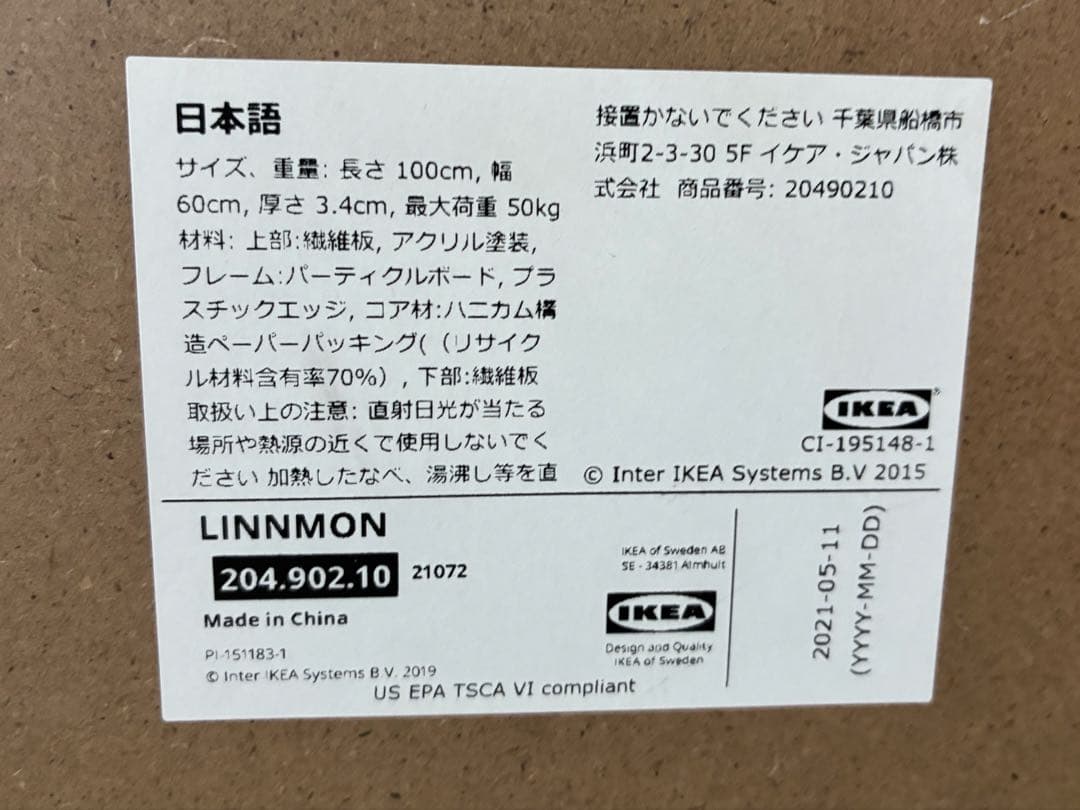 日本語
サイズ、重量: 長さ 100cm, 幅
60cm, 厚さ 3.4cm, 最大荷重 50kg
材料: 上部:繊維板, アクリル塗装,
フレーム:パーティクルボード, プラ
スチックエッジ, コア材:ハニカム構
造ペーパーパッキング(（リサイク
ル材料含有率70%）, 下部:繊維板
取扱い上の注意: 直射日光が当たる
場所や熱源の近くで使用しないでく
ださい 加熱したなべ、湯沸し等を直
接置かないでください 千葉県船橋市
浜町2-3-30 5F イケア・ジャパン株
式会社 商品番号: 20490210
IKEA®
CI-195148-1
© Inter IKEA Systems B.V 2015
LINNMON
204.902.10 21072
Made in China
PI-151183-1
© Inter IKEA Systems B.V. 2019
US EPA TSCA VI compliant
IKEA of Sweden AB
SE - 34381 Älmhult
IKEA
Design and Quality
IKEA of Sweden
2021-05-11
(YYYY-MM-DD)